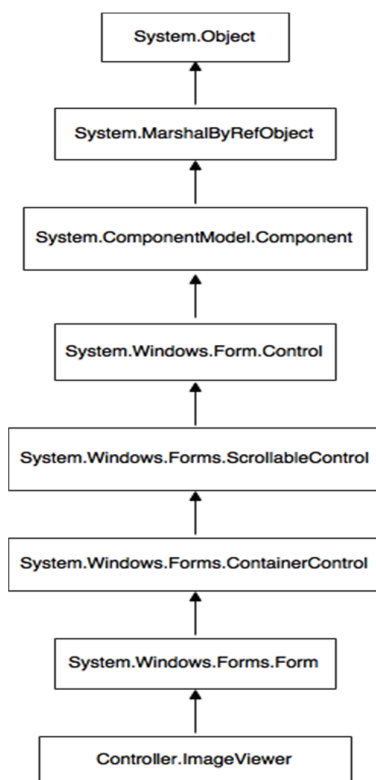 System.Object
System.MarshalByRefObject
System.ComponentModel.Component
System.Windows.Form.Control
System.Windows.Forms.ScrollableControl
System.Windows.Forms.ContainerControl
System.Windows.Forms.Form
Controller.ImageViewer